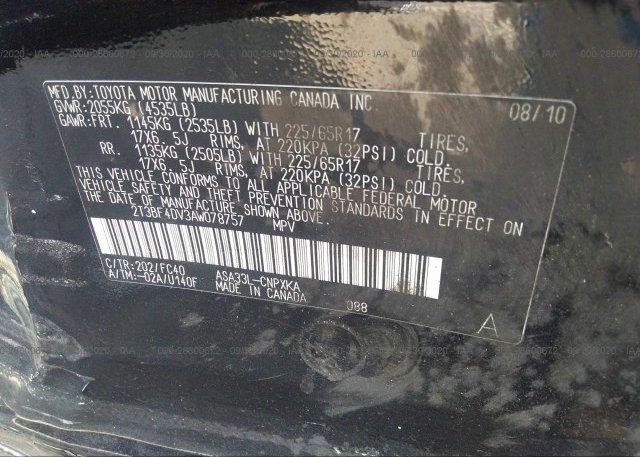 MFD.BY:TOYOTA MOTOR MANUFACTURING CANADA INC. 08/10
GVWR:2055KG (4535LB)
GAWR:FRT. 1145KG (2535LB) WITH 225/65R17 TIRES,
17X6.5J RIMS, AT 220KPA (32PSI) COLD.
RR. 1135KG (2505LB) WITH 225/65R17 TIRES,
17X6.5J RIMS, AT 220KPA (32PSI) COLD.
THIS VEHICLE CONFORMS TO ALL APPLICABLE FEDERAL MOTOR
VEHICLE SAFETY AND THEFT PREVENTION STANDARDS IN EFFECT ON
THE DATE OF MANUFACTURE SHOWN ABOVE.
2T3BF4DV3AW078757 MPV
C/TR:202/FC40 ASA33L-CNPXKA
A/TM:-02A/U140F MADE IN CANADA 088 A